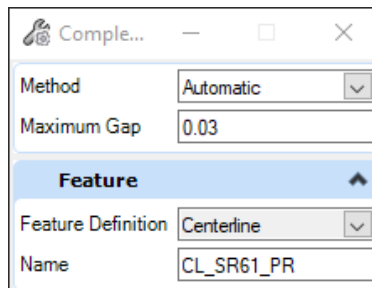 Comple...
Method Automatic
Maximum Gap 0.03
Feature
Feature Definition Centerline
Name CL_SR61_PR